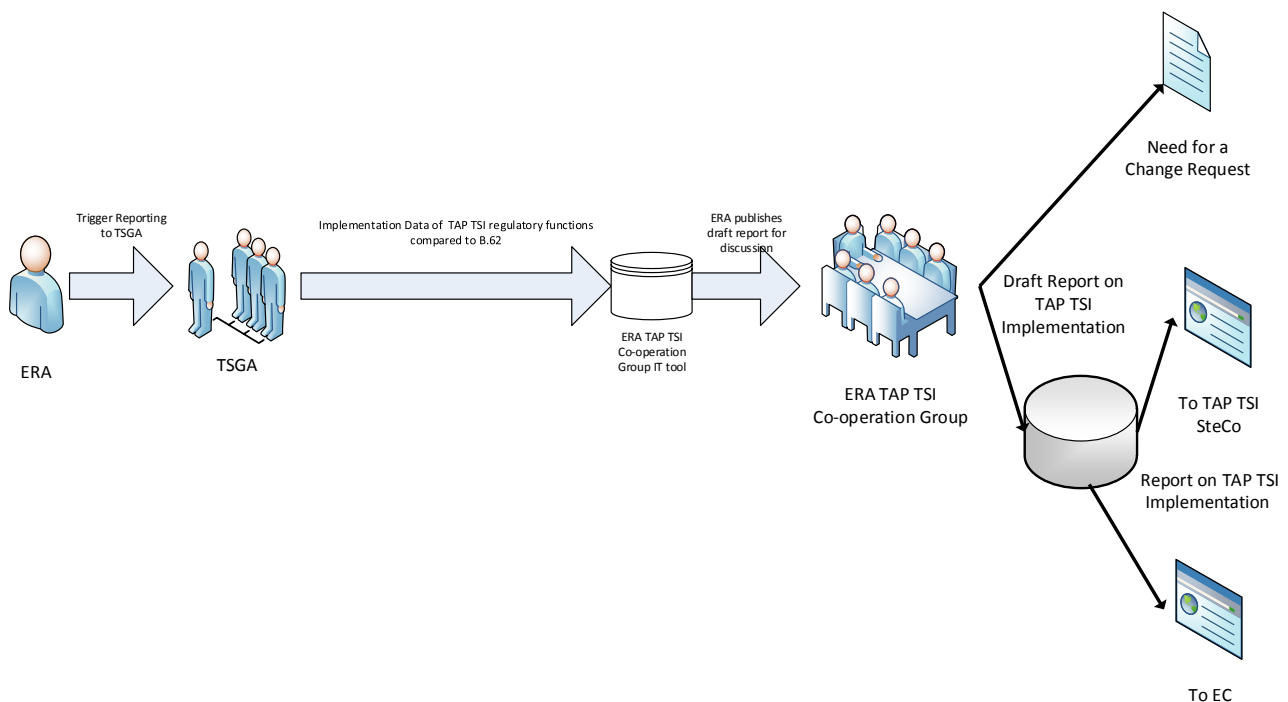 Trigger Reporting
to TSGA
ERA
TSGA
Implementation Data of TAP TSI regulatory functions
compared to B.62
ERA TAP TSI
Co-operation
Group IT tool
ERA publishes
draft report for
discussion
ERA TAP TSI
Co-operation Group
Need for a
Change Request
Draft Report on
TAP TSI
Implementation
To TAP TSI
SteCo
Report on TAP TSI
Implementation
To EC